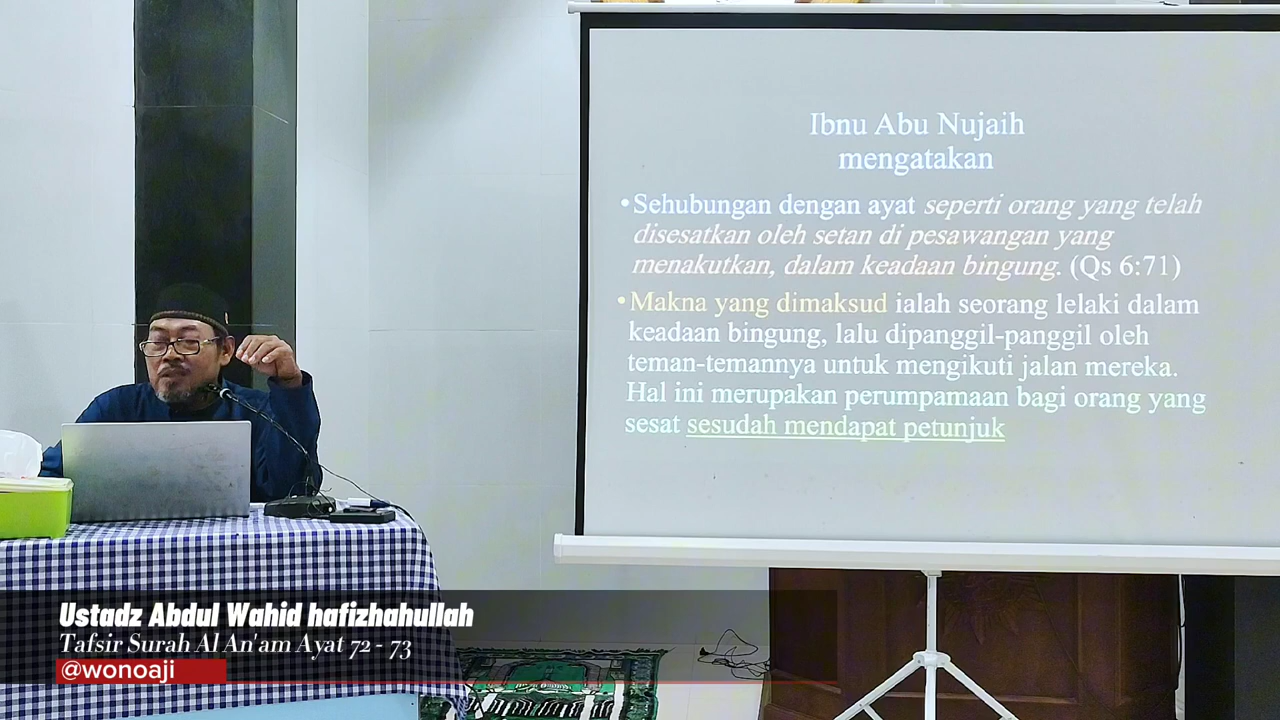 Ibnu Abu Nujaih
mengatakan
•Sehubungan dengan ayat seperti orang yang telah
disesatkan oleh setan di pesawangan yang
menakutkan, dalam keadaan bingung. (Qs 6:71)
•Makna yang dimaksud ialah seorang lelaki dalam
keadaan bingung, lalu dipanggil-panggil oleh
teman-temannya untuk mengikuti jalan mereka.
Hal ini merupakan perumpamaan bagi orang yang
sesat sesudah mendapat petunjuk
Ustadz Abdul Wahid hafizhahullah
Tafsir Surah Al An'am Ayat 72 - 73
@wonoaji